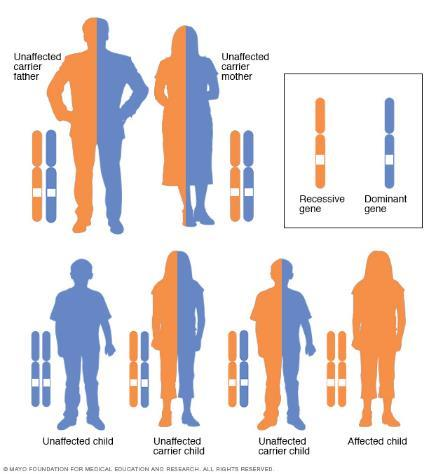 Unaffected
carrier
father
Unaffected
carrier
mother
Recessive
gene
Dominant
gene
Unaffected child
Unaffected
carrier child
Unaffected
carrier child
Affected child
© MAYO FOUNDATION FOR MEDICAL EDUCATION AND RESEARCH. ALL RIGHTS RESERVED.